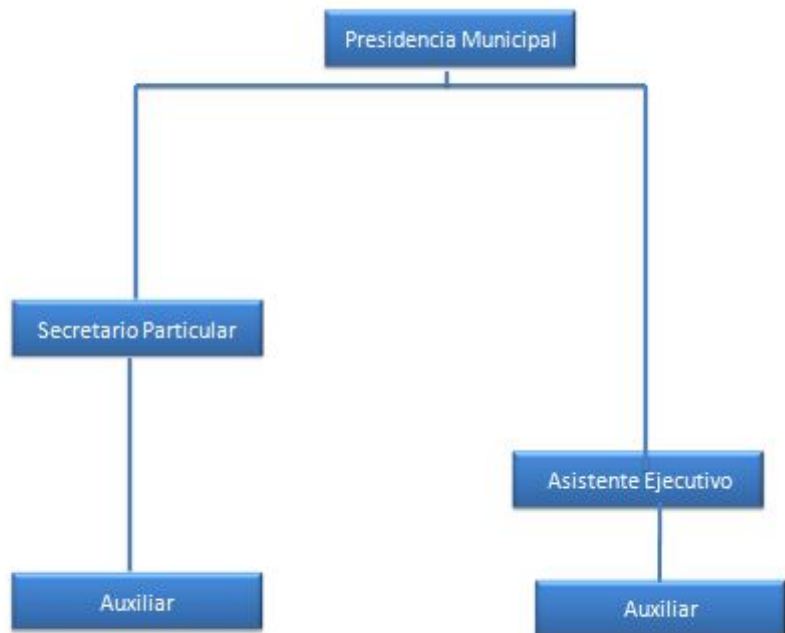 Presidencia Municipal
Secretario Particular
Asistente Ejecutivo
Auxiliar
Auxiliar